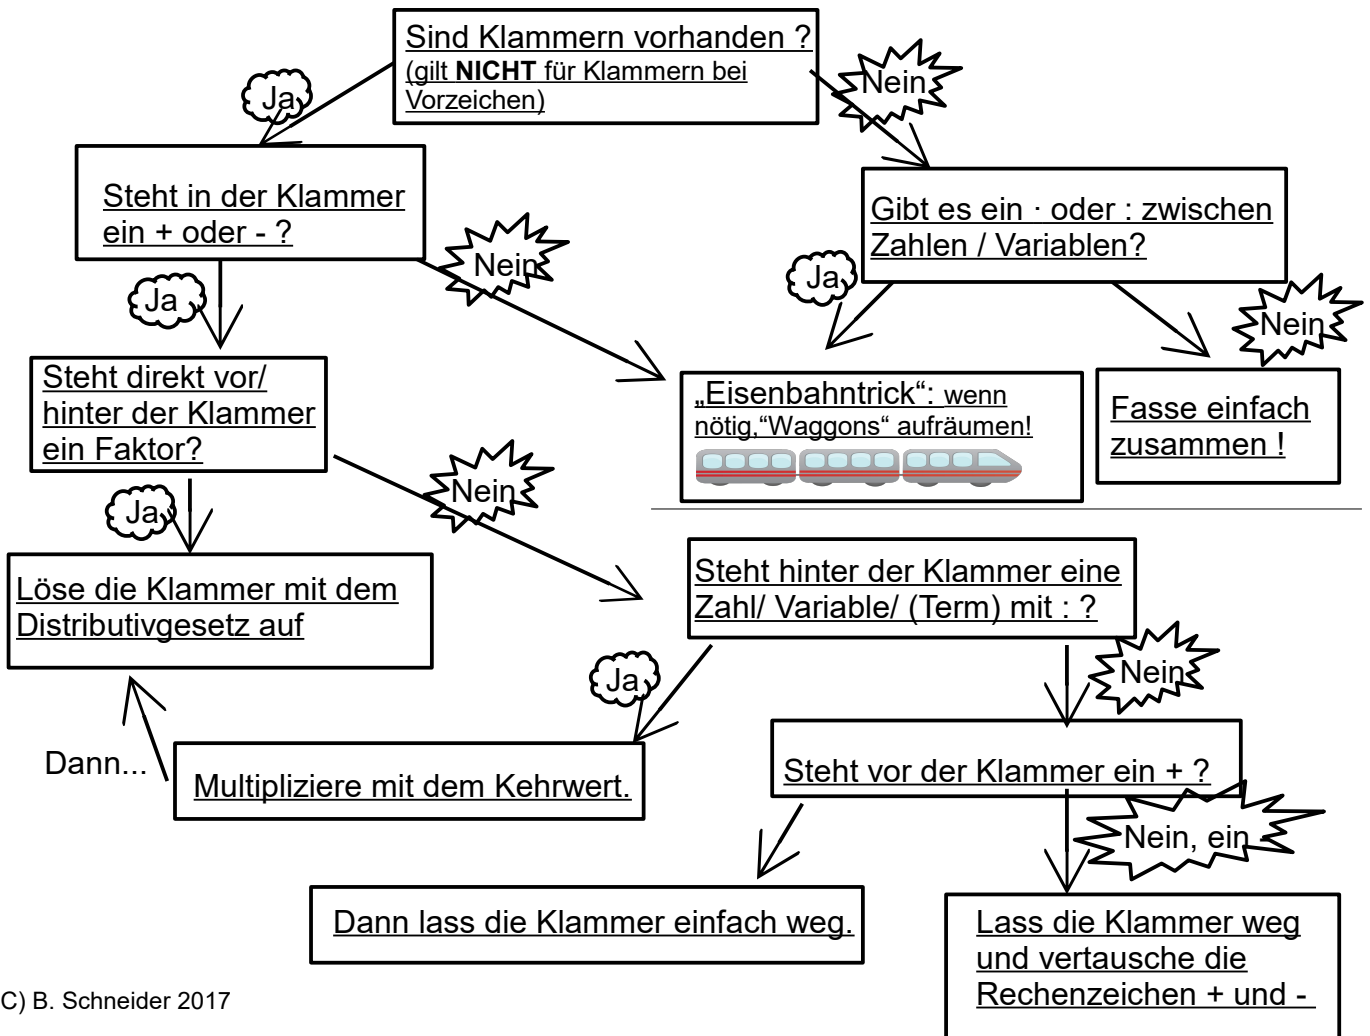 Sind Klammern vorhanden ?
(gilt NICHT für Klammern bei
Vorzeichen)
Ja
Nein
Steht in der Klammer
ein + oder - ?
Gibt es ein · oder : zwischen
Zahlen / Variablen?
Nein
Ja
Ja
Nein
Steht direkt vor/
hinter der Klammer
ein Faktor?
„Eisenbahntrick“: wenn
nötig,“Waggons“ aufräumen!
Fasse einfach
zusammen !
Nein
Ja
Löse die Klammer mit dem
Distributivgesetz auf
Steht hinter der Klammer eine
Zahl/ Variable/ (Term) mit : ?
Ja
Nein
Dann...
Multipliziere mit dem Kehrwert.
Steht vor der Klammer ein + ?
Nein, ein -
Dann lass die Klammer einfach weg.
Lass die Klammer weg
und vertausche die
Rechenzeichen + und -
C) B. Schneider 2017